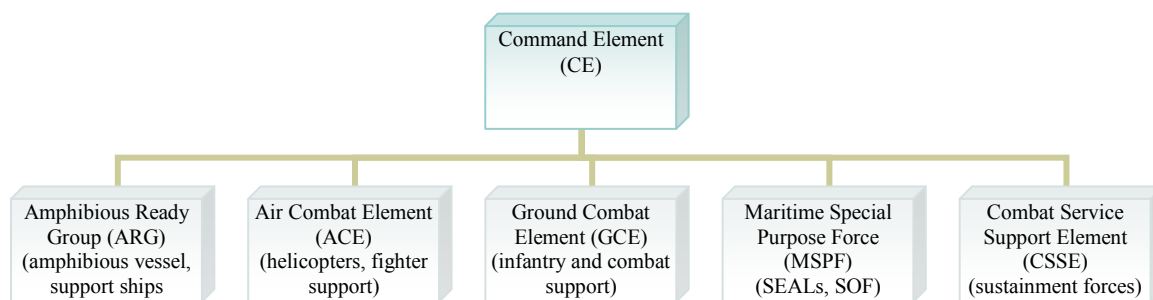 Command Element
(CE)
Amphibious Ready
Group (ARG)
(amphibious vessel,
support ships
Air Combat Element
(ACE)
(helicopters, fighter
support)
Ground Combat
Element (GCE)
(infantry and combat
support)
Maritime Special
Purpose Force
(MSPF)
(SEALs, SOF)
Combat Service
Support Element
(CSSE)
(sustainment forces)